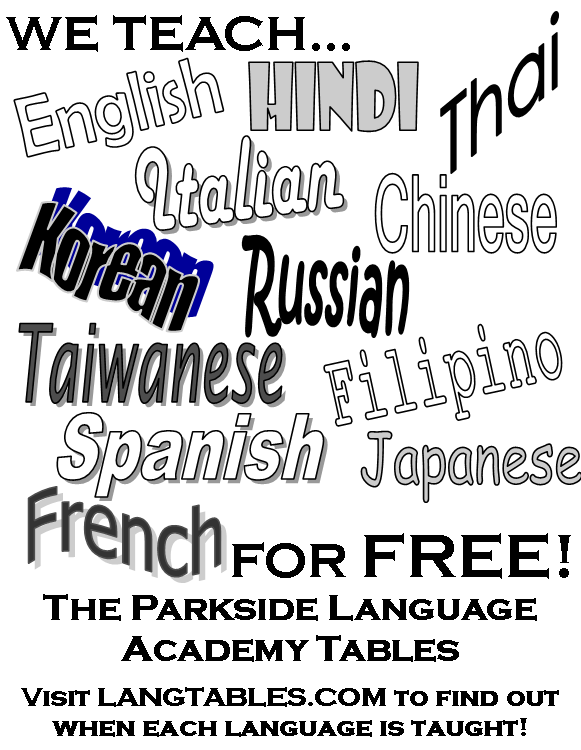 WE TEACH...
English
HINDI
Thai
Italian
Chinese
Korean
Russian
Taiwanese
Filipino
Spanish
Japanese
French
FOR FREE!
THE PARKSIDE LANGUAGE
ACADEMY TABLES
VISIT LANGTABLES.COM TO FIND OUT
WHEN EACH LANGUAGE IS TAUGHT!